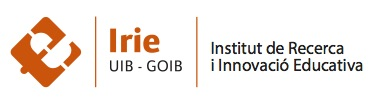 Irie
UIB - GOIB
Institut de Recerca
i Innovació Educativa